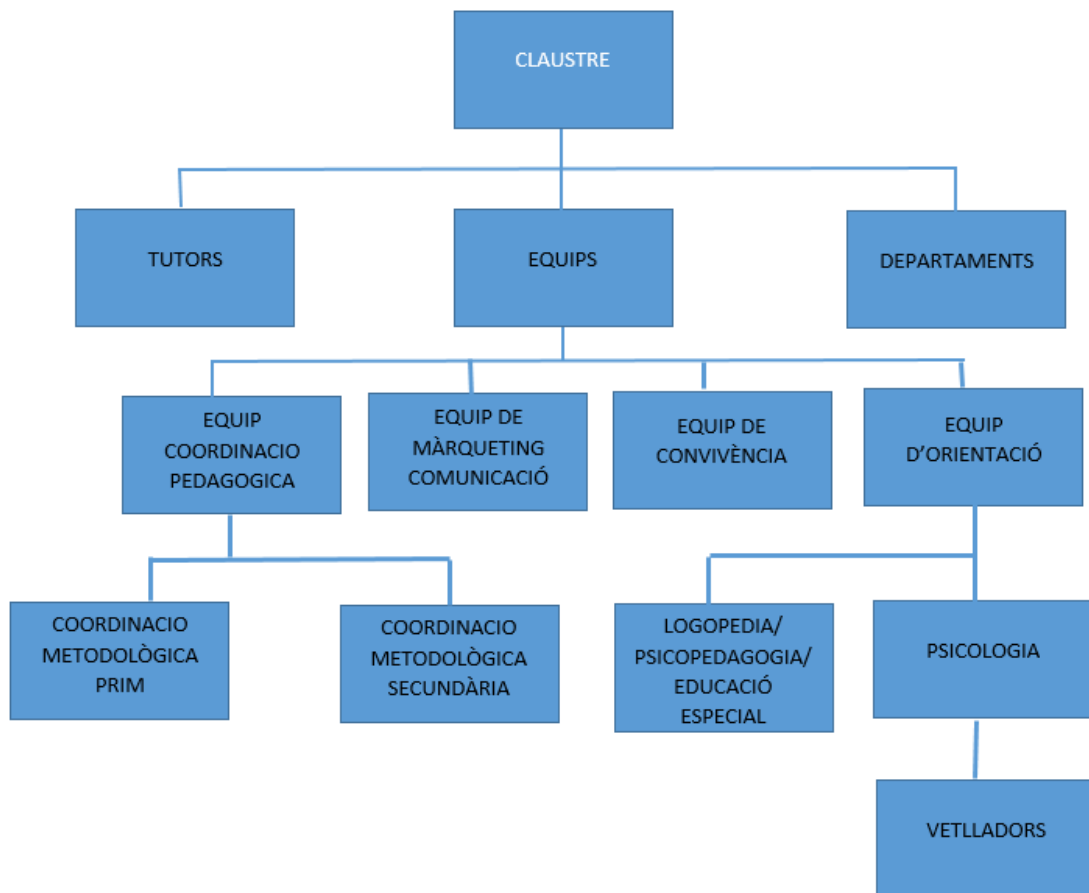 CLAUSTRE
TUTORS
EQUIPS
DEPARTAMENTS
EQUIP
COORDINACIO
PEDAGOGICA
EQUIP DE
MÀRQUETING
COMUNICACIÓ
EQUIP DE
CONVIVÈNCIA
EQUIP
D’ORIENTACIÓ
COORDINACIO
METODOLÒGICA
PRIM
COORDINACIO
METODOLÒGICA
SECUNDÀRIA
LOGOPEDIA/
PSICOPEDAGOGIA/
EDUCACIÓ
ESPECIAL
PSICOLOGIA
VETLLADORS